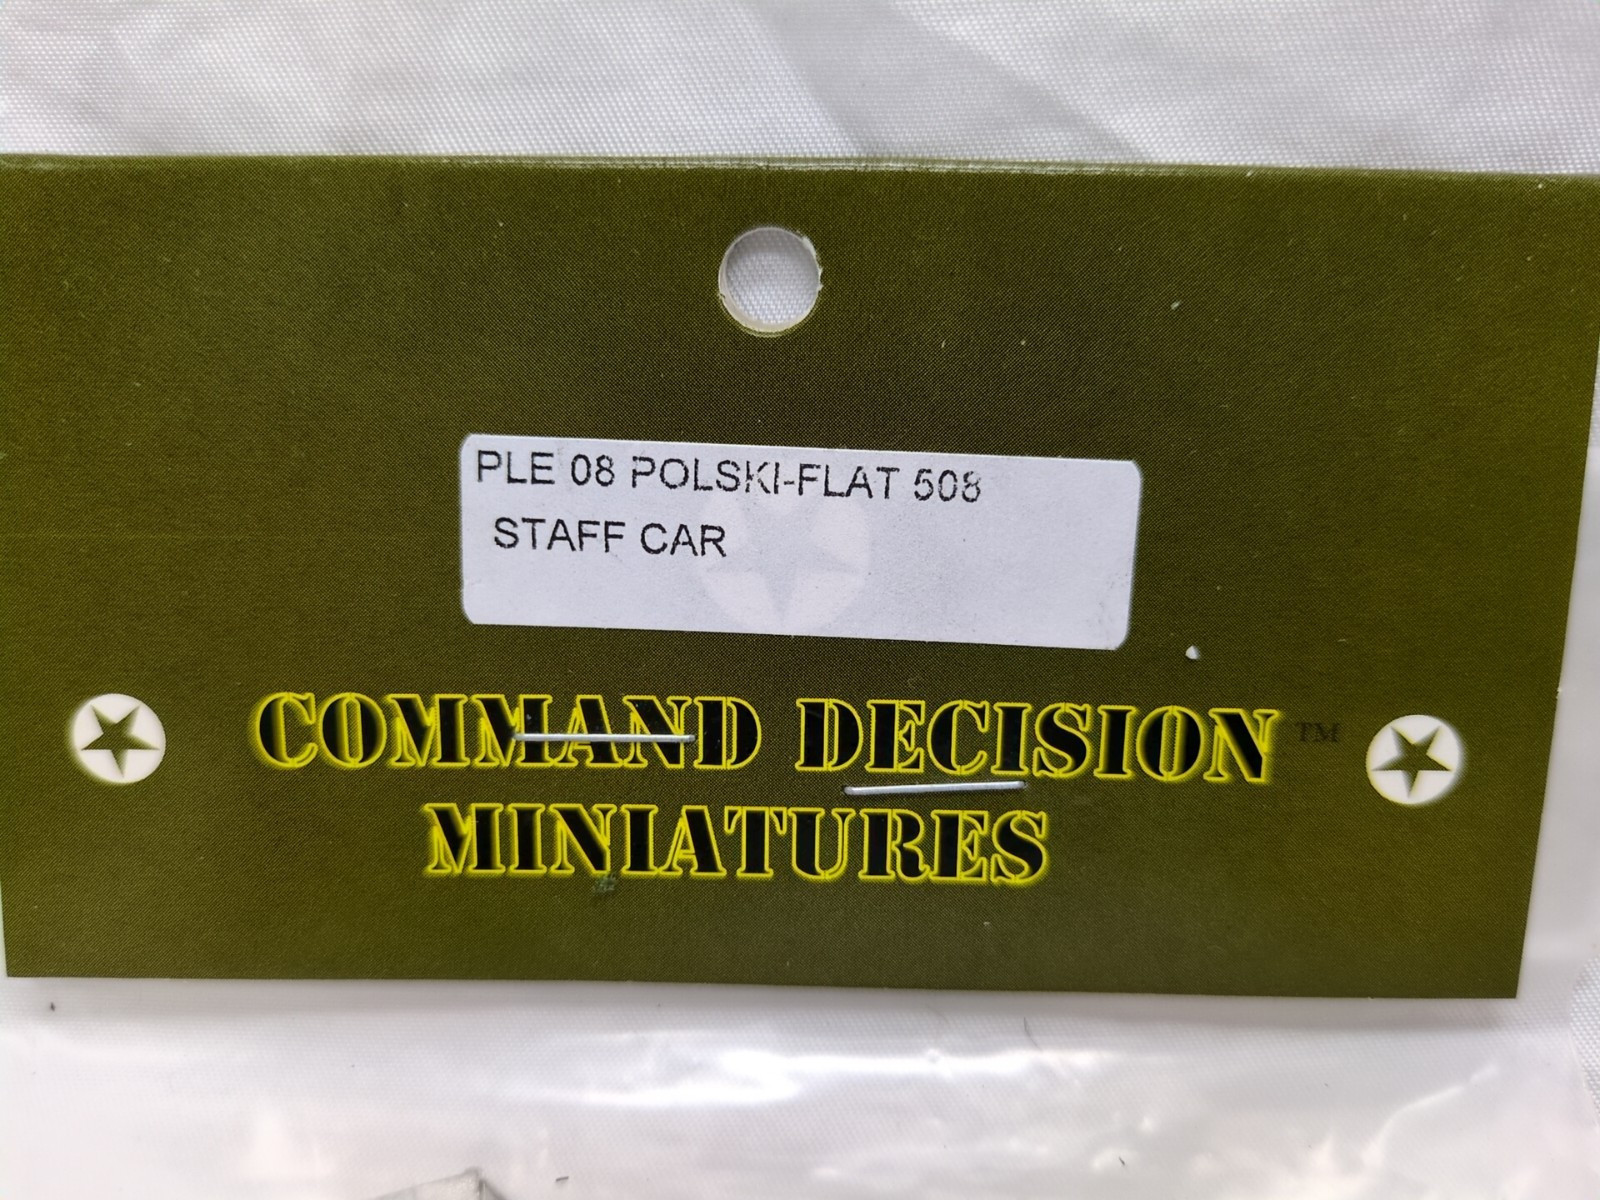 PLE 08 POLSKI-FLAT 508
STAFF CAR
COMMAND DECISION TM
MINIATURES